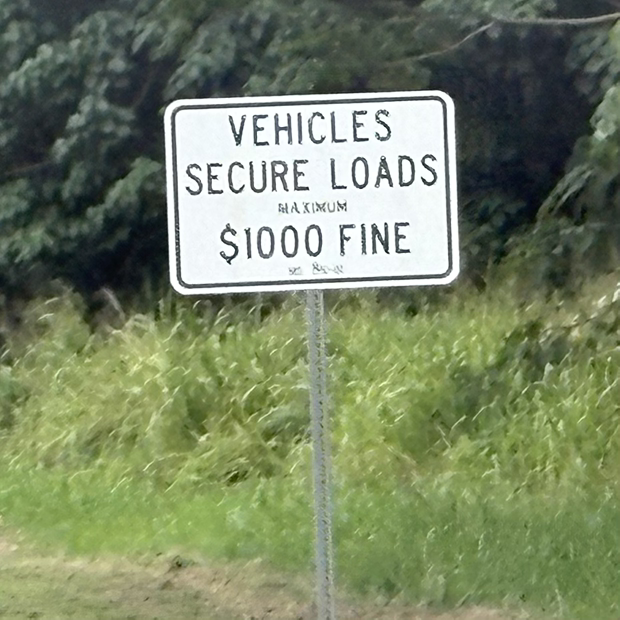 VEHICLES
SECURE LOADS
MAXIMUM
$1000 FINE